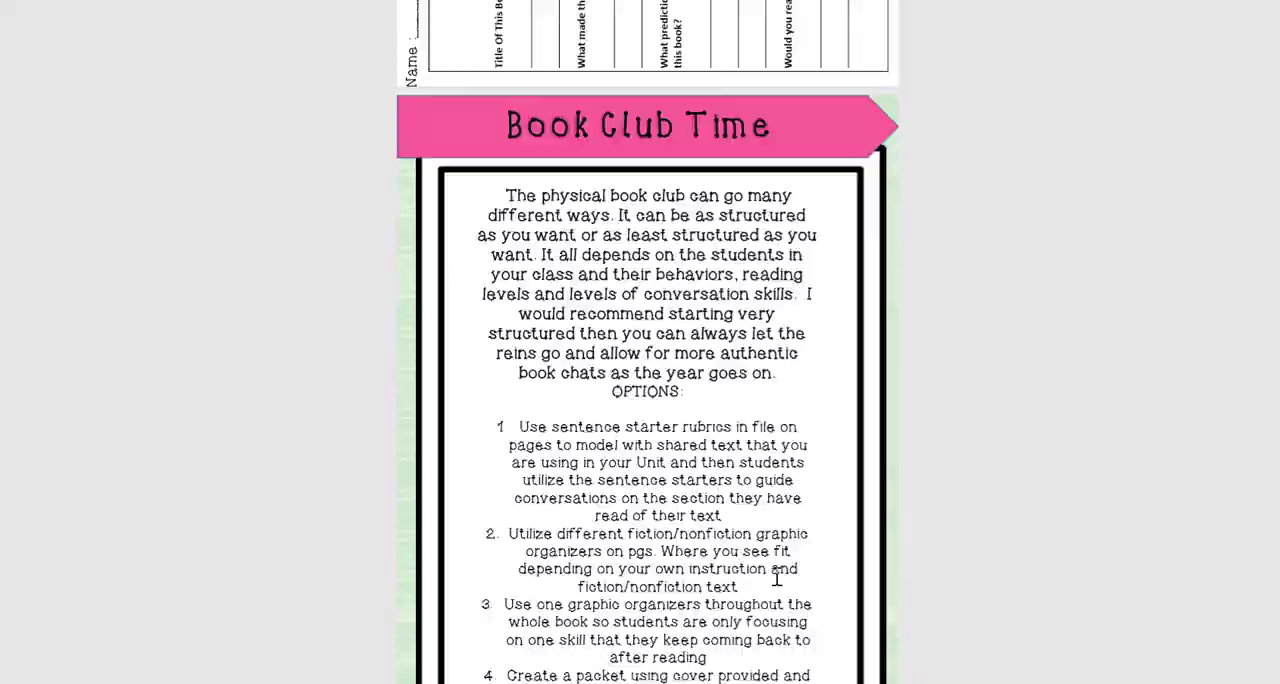 Name :
Title Of This Bo
What made th
What predictio
this book?
Would you rea
Book Club Time
The physical book club can go many
different ways. It can be as structured
as you want or as least structured as you
want. It all depends on the students in
your class and their behaviors, reading
levels and levels of conversation skills. I
would recommend starting very
structured then you can always let the
reins go and allow for more authentic
book chats as the year goes on.
OPTIONS:
1 Use sentence starter rubrics in file on
pages to model with shared text that you
are using in your Unit and then students
utilize the sentence starters to guide
conversations on the section they have
read of their text
2. Utilize different fiction/nonfiction graphic
organizers on pgs. Where you see fit
depending on your own instruction and
fiction/nonfiction text
3 Use one graphic organizers throughout the
whole book so students are only focusing
on one skill that they keep coming back to
after reading
4 Create a packet using cover provided and